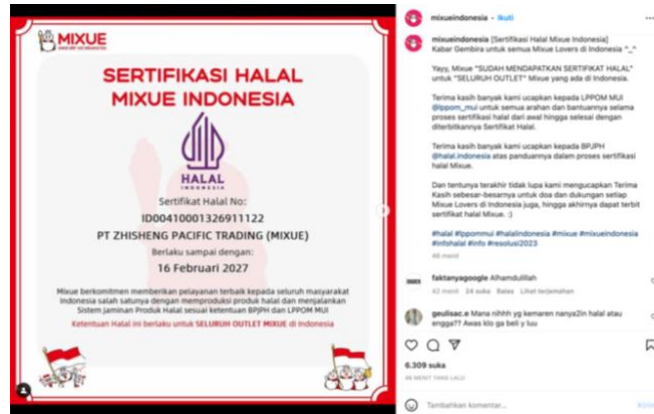 MIXUE
SERTIFIKASI HALAL
MIXUE INDONESIA
HALAL
INDONESIA
Sertifikat Halal No:
ID00410001326911122
PT ZHISHENG PACIFIC TRADING (MIXUE)
Berlaku sampai dengan:
16 Februari 2027
Mixue berkomitmen memberikan pelayanan terbaik kepada seluruh masyarakat
Indonesia salah satunya dengan memproduksi produk halal dan menjalankan
Sistem Jaminan Produk Halal sesuai ketentuan BPJPH dan LPPOM MUI
Ketentuan Halal ini berlaku untuk SELURUH OUTLET MIXUE di Indonesia
mixueindonesia • Ikuti
mixueindonesia [Sertifikasi Halal Mixue Indonesia]
Kabar Gembira untuk semua Mixue Lovers di Indonesia ^_^
Yayy, Mixue "SUDAH MENDAPATKAN SERTIFIKAT HALAL"
untuk "SELURUH OUTLET" Mixue yang ada di Indonesia.
Terima kasih banyak kami ucapkan kepada LPPOM MUI
@lppom_mui untuk semua arahan dan bantuannya selama
proses sertifikasi halal dari awal hingga selesai dengan
diterbitkannya Sertifikat Halal.
Terima kasih banyak kami ucapkan kepada BPJPH
@halal.indonesia atas panduannya dalam proses sertifikasi
halal Mixue.
Dan tentunya terakhir tidak lupa kami mengucapkan Terima
Kasih sebesar-besarnya untuk doa dan dukungan setiap
Mixue Lovers di Indonesia juga, hingga akhirnya dapat terbit
sertifikat halal Mixue. :)
#halal #lppommui #halalindonesia #mixue #mixueindonesia
#infohalal #info #resolusi2023
48 menit
faktanyagoogle Alhamdulillah
42 menit 24 suka Balas Lihat terjemahan
geulisac.e Mana nihhh yg kemaren nanya2in halal atau
engga?? Awas klo ga beli y luu
6.309 suka
48 MENIT YANG LALU
Tambahkan komentar...